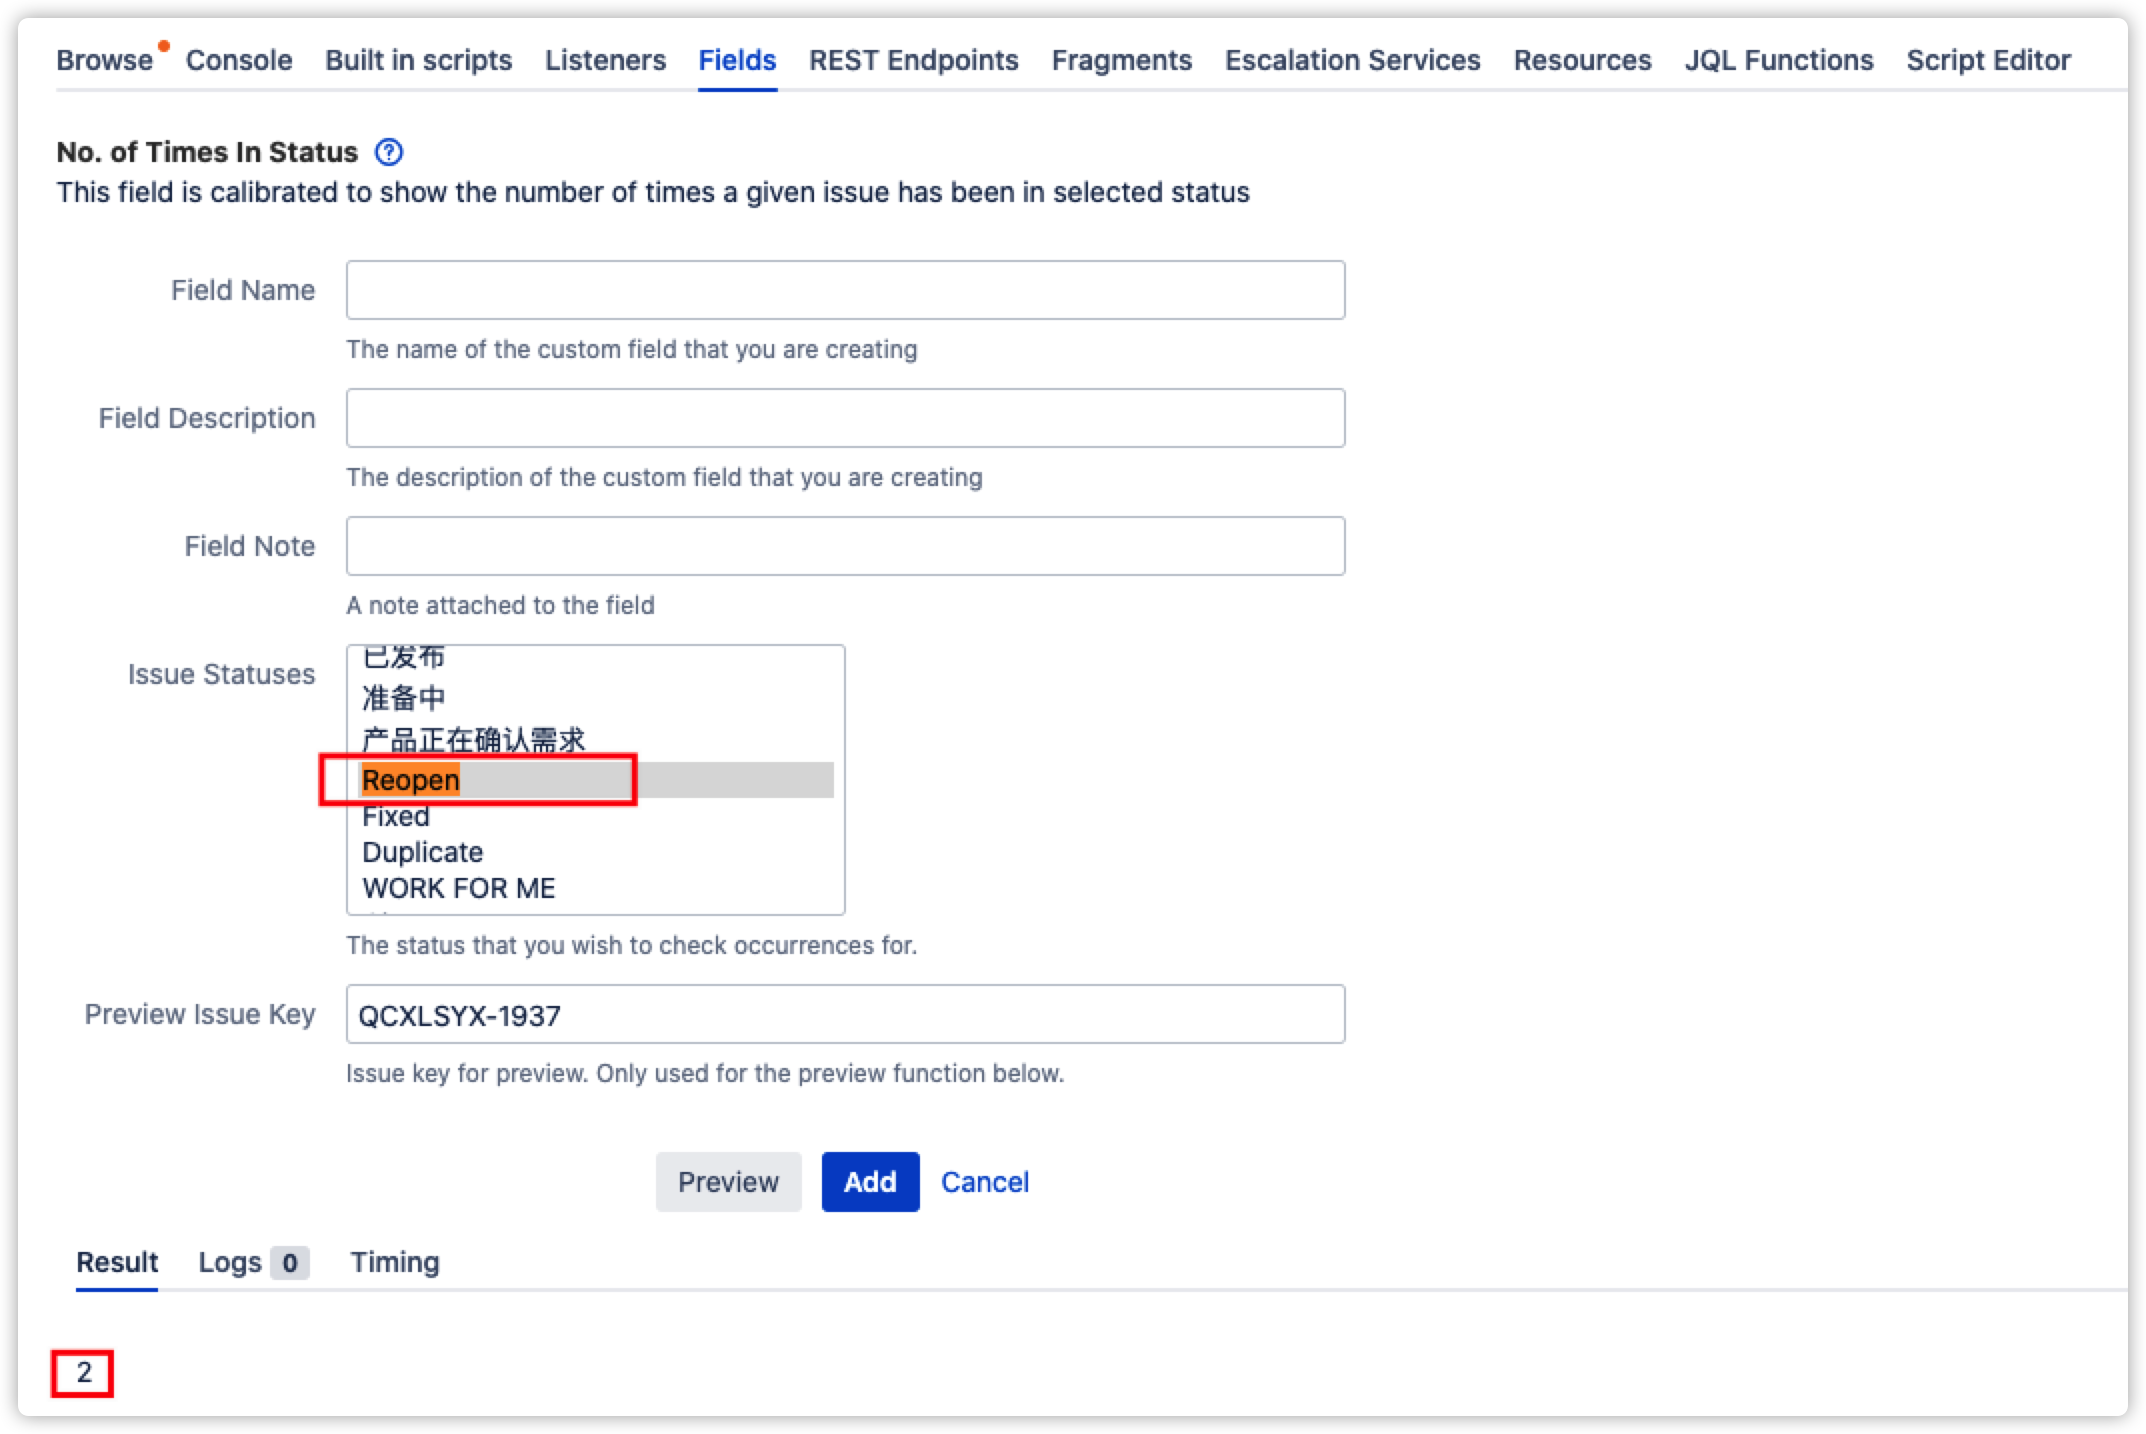 Browse Console Built in scripts Listeners Fields REST Endpoints Fragments Escalation Services Resources JQL Functions Script Editor
No. of Times In Status ?
This field is calibrated to show the number of times a given issue has been in selected status
Field Name
The name of the custom field that you are creating
Field Description
The description of the custom field that you are creating
Field Note
A note attached to the field
Issue Statuses
已发布
准备中
产品正在确认需求
Reopen
Fixed
Duplicate
WORK FOR ME
The status that you wish to check occurrences for.
Preview Issue Key QCXLSYX-1937
Issue key for preview. Only used for the preview function below.
Preview Add Cancel
Result Logs 0 Timing
2